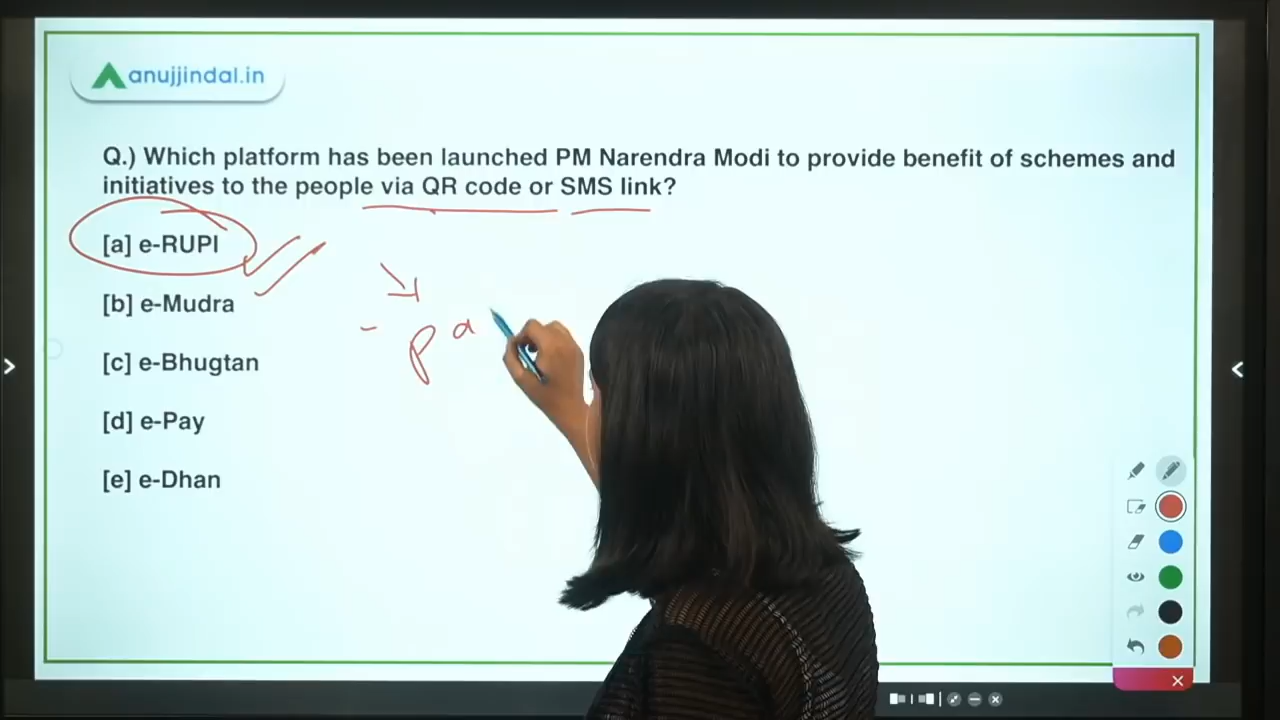 anujjindal.in
Q.) Which platform has been launched PM Narendra Modi to provide benefit of schemes and
initiatives to the people via QR code or SMS link?
[a] e-RUPI
[b] e-Mudra
[c] e-Bhugtan
[d] e-Pay
[e] e-Dhan
- Pa